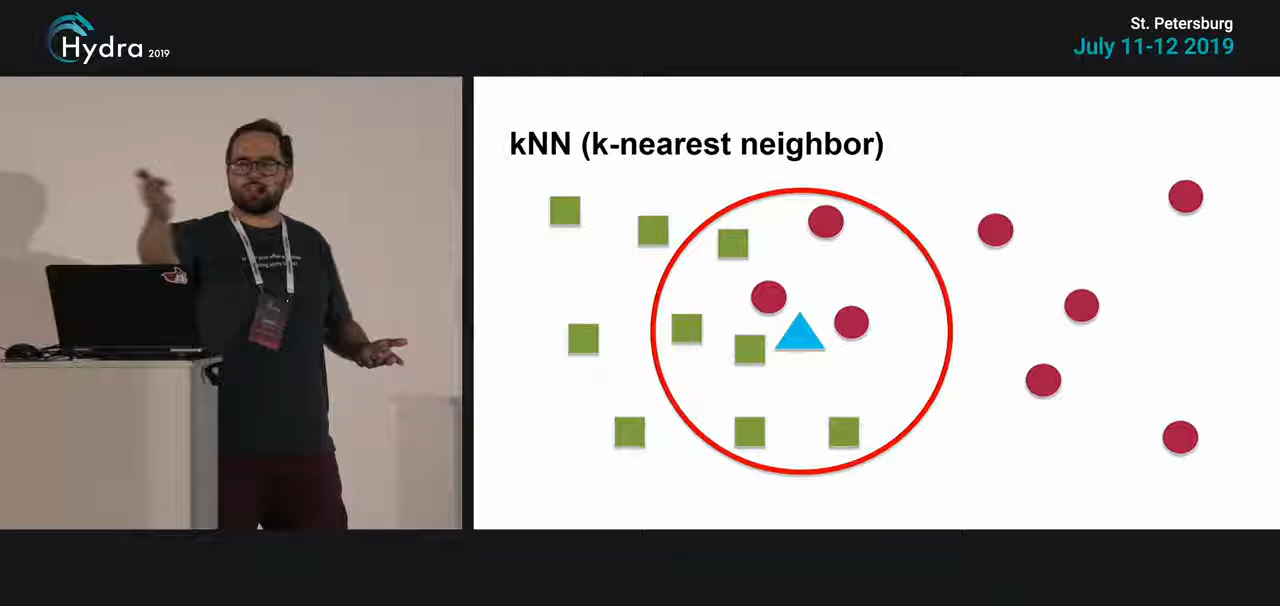 Hydra 2019
St. Petersburg
July 11-12 2019
kNN (k-nearest neighbor)